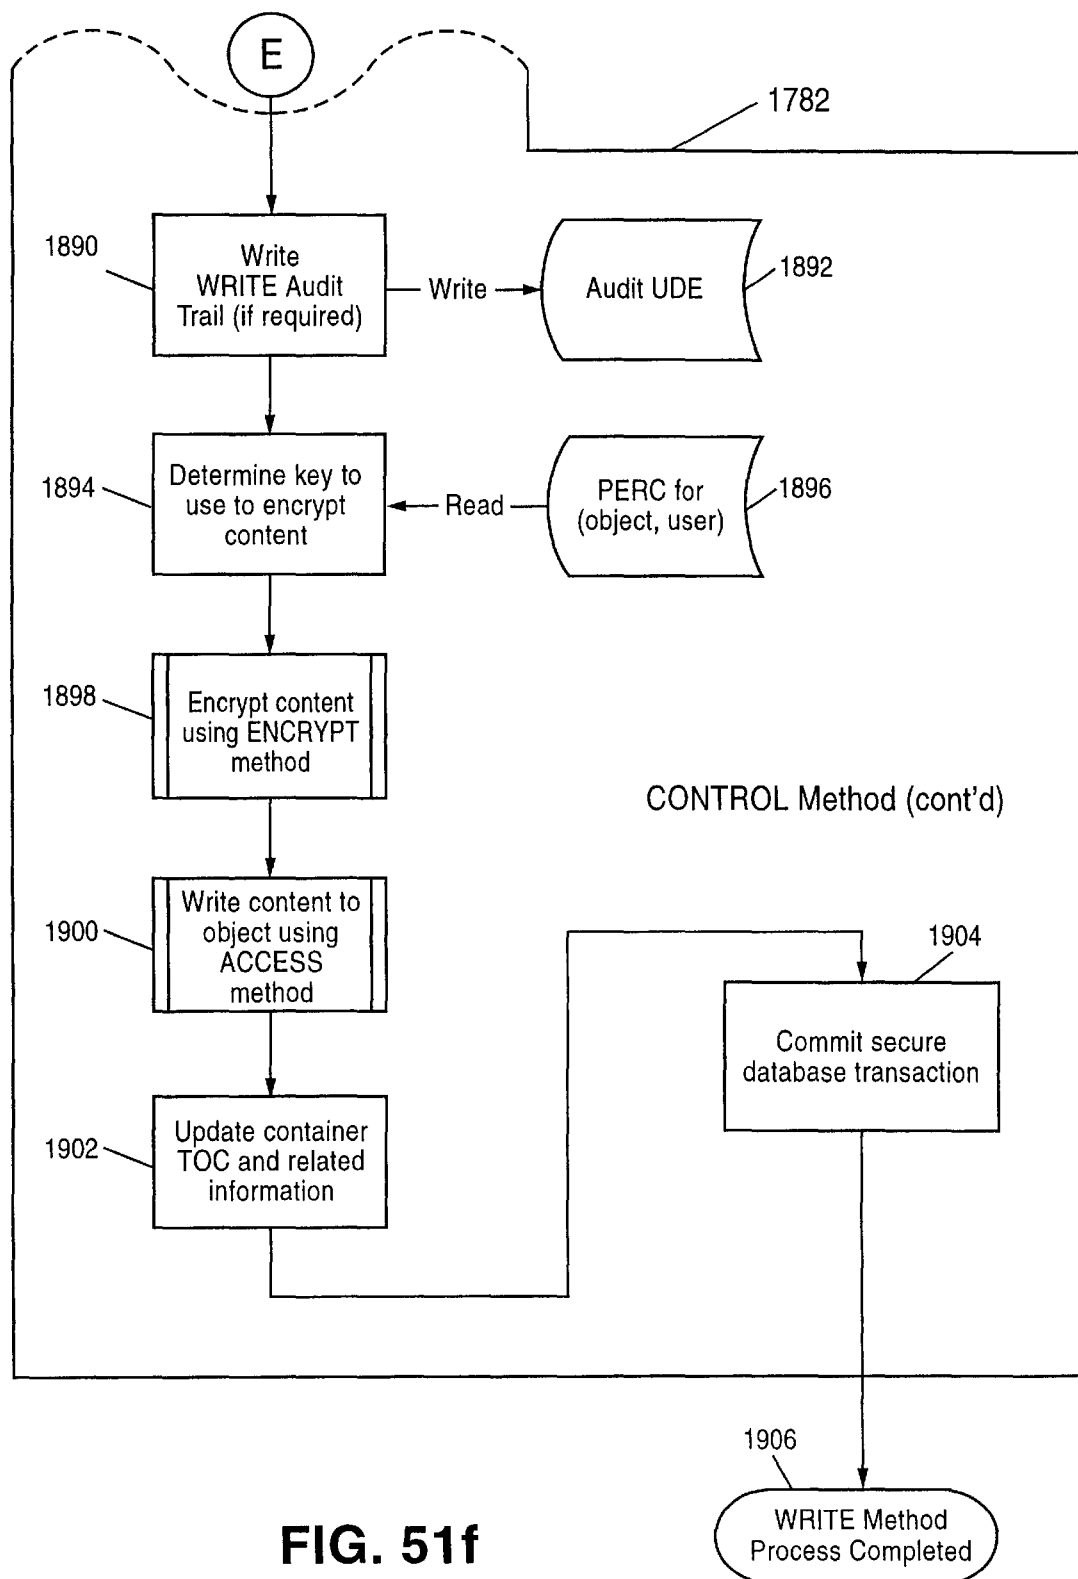 E
1782
1890
Write
WRITE Audit
Trail (if required)
Write
Audit UDE
1892
1894
Determine key to
use to encrypt
content
Read
PERC for
(object, user)
1896
1898
Encrypt content
using ENCRYPT
method
CONTROL Method (cont'd)
1900
Write content to
object using
ACCESS
method
1904
Commit secure
database transaction
1902
Update container
TOC and related
information
1906
WRITE Method
Process Completed
FIG. 51f